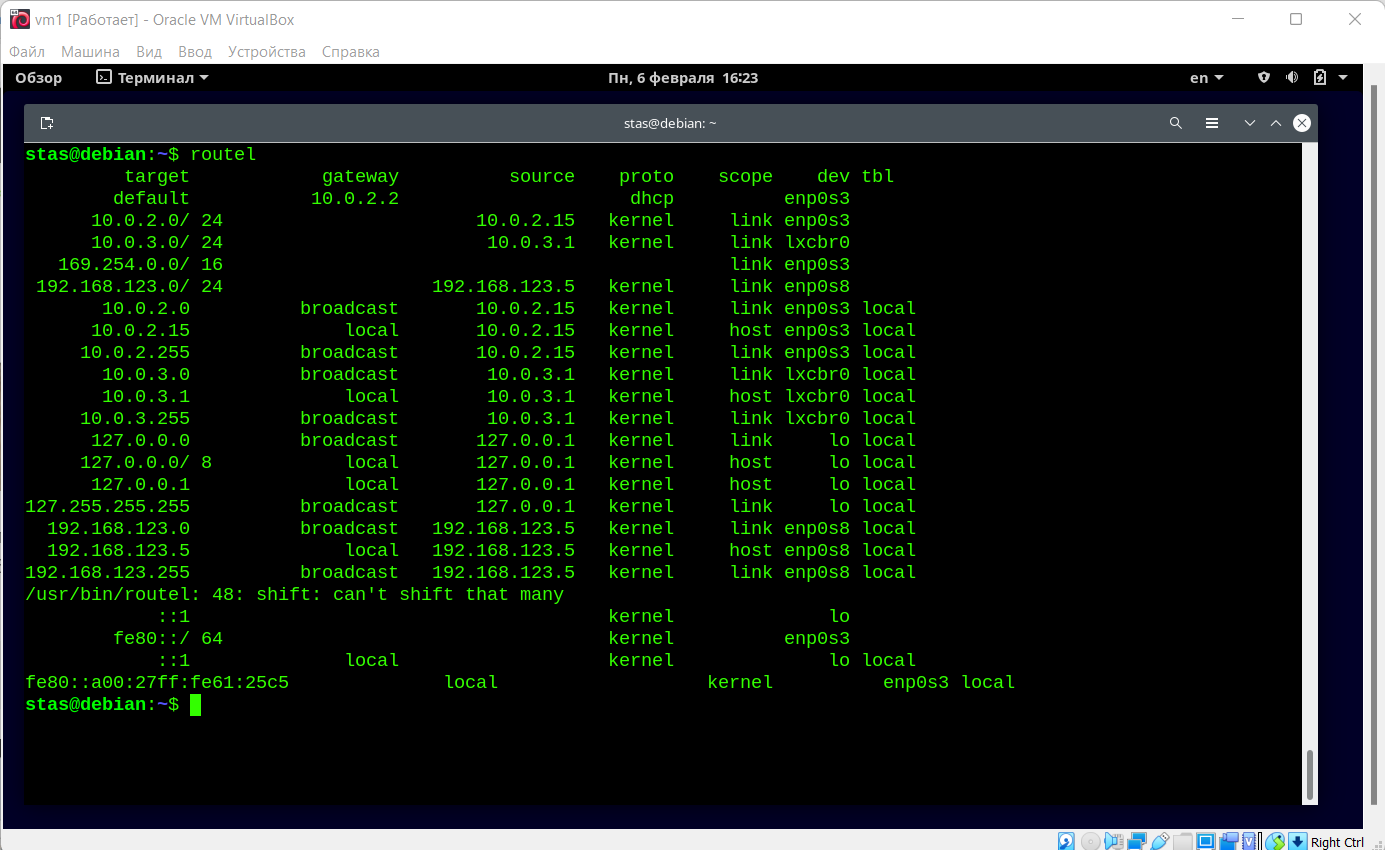 vm1 [Работает] - Oracle VM VirtualBox
Файл Машина Вид Ввод Устройства Справка
Обзор Терминал Пн, 6 февраля 16:23 en
stas@debian: ~
stas@debian:~$ routel
target gateway source proto scope dev tbl
default 10.0.2.2 dhcp enp0s3
10.0.2.0/ 24 10.0.2.15 kernel link enp0s3
10.0.3.0/ 24 10.0.3.1 kernel link lxcbr0
169.254.0.0/ 16 link enp0s3
192.168.123.0/ 24 192.168.123.5 kernel link enp0s8
10.0.2.0 broadcast 10.0.2.15 kernel link enp0s3 local
10.0.2.15 local 10.0.2.15 kernel host enp0s3 local
10.0.2.255 broadcast 10.0.2.15 kernel link enp0s3 local
10.0.3.0 broadcast 10.0.3.1 kernel link lxcbr0 local
10.0.3.1 local 10.0.3.1 kernel host lxcbr0 local
10.0.3.255 broadcast 10.0.3.1 kernel link lxcbr0 local
127.0.0.0 broadcast 127.0.0.1 kernel link lo local
127.0.0.0/ 8 local 127.0.0.1 kernel host lo local
127.0.0.1 local 127.0.0.1 kernel host lo local
127.255.255.255 broadcast 127.0.0.1 kernel link lo local
192.168.123.0 broadcast 192.168.123.5 kernel link enp0s8 local
192.168.123.5 local 192.168.123.5 kernel host enp0s8 local
192.168.123.255 broadcast 192.168.123.5 kernel link enp0s8 local
/usr/bin/routel: 48: shift: can't shift that many
::1 kernel lo
fe80::/ 64 kernel enp0s3
::1 local kernel lo local
fe80::a00:27ff:fe61:25c5 local kernel enp0s3 local
stas@debian:~$
Right Ctrl